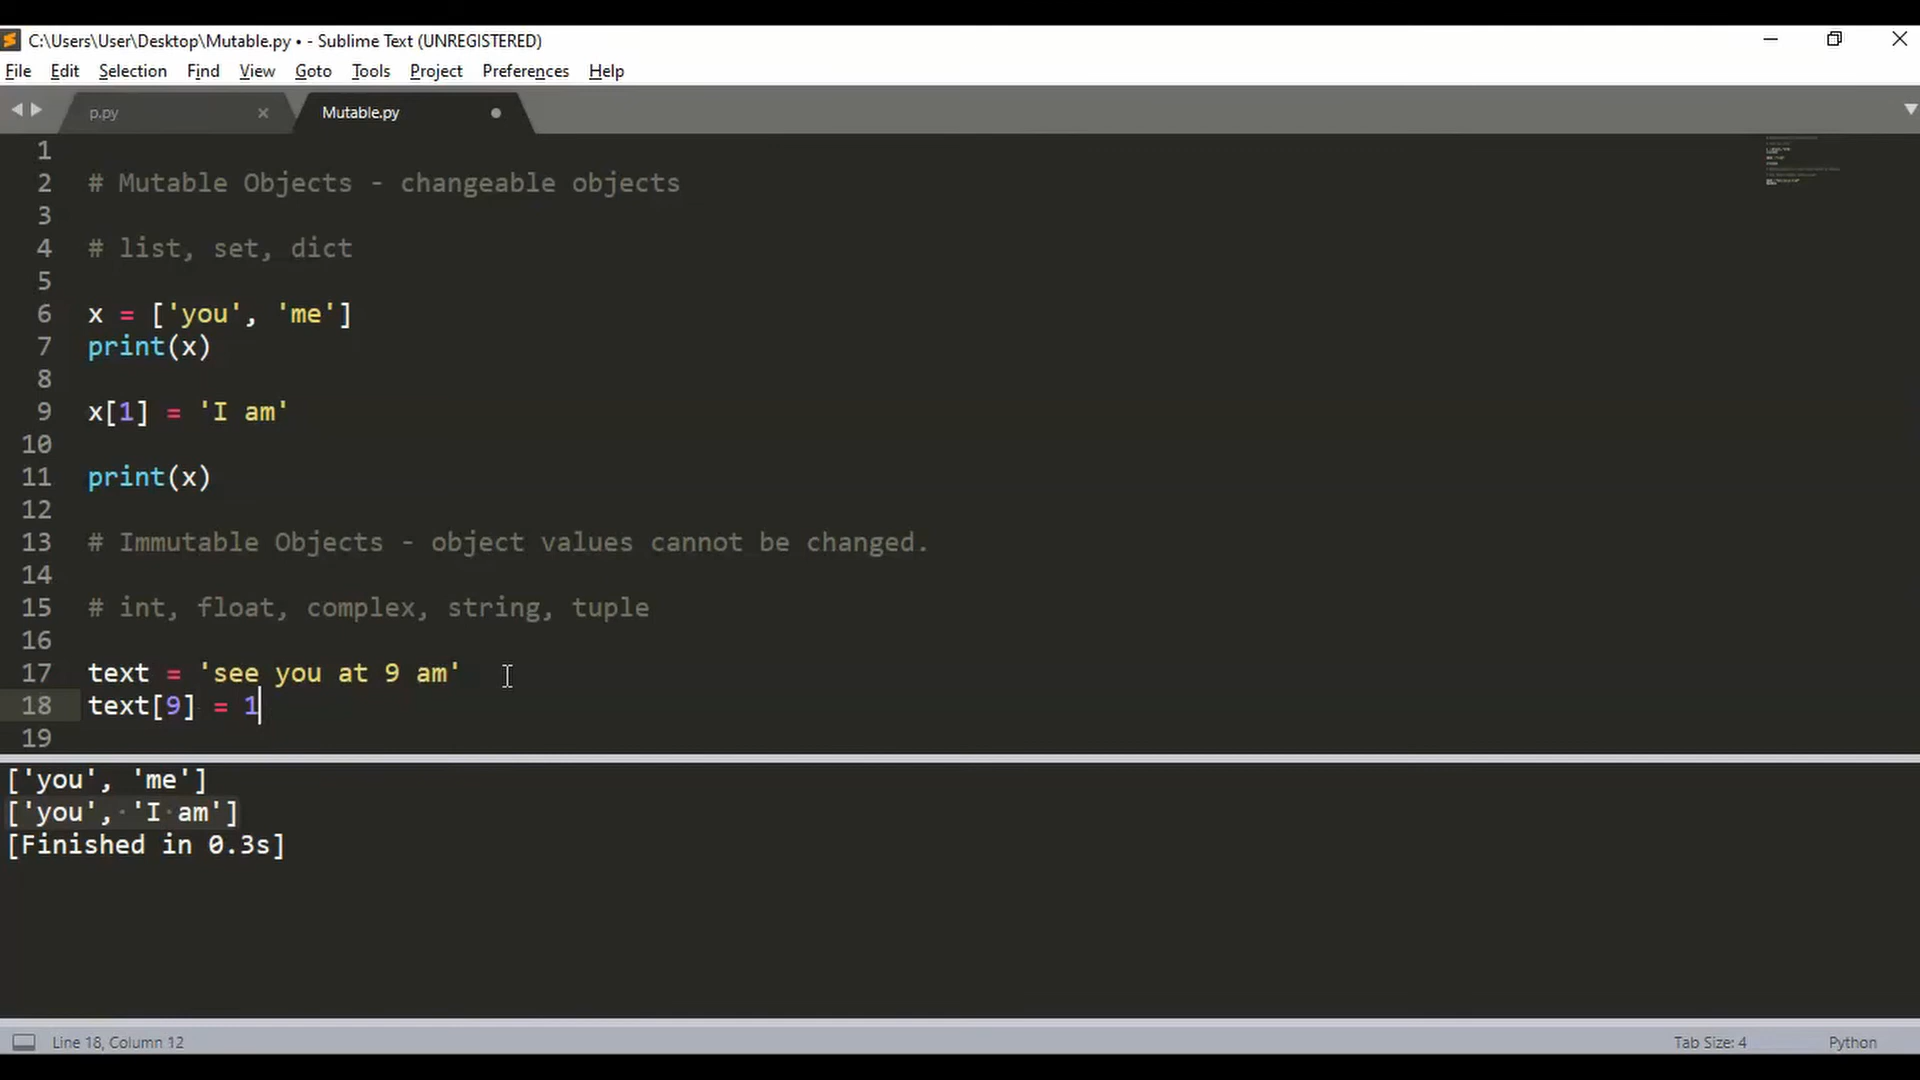 C:\Users\User\Desktop\Mutable.py • - Sublime Text (UNREGISTERED)
File Edit Selection Find View Goto Tools Project Preferences Help
p.py × Mutable.py
1
2 # Mutable Objects - changeable objects
3
4 # list, set, dict
5
6 x = ['you', 'me']
7 print(x)
8
9 x[1] = 'I am'
10
11 print(x)
12
13 # Immutable Objects - object values cannot be changed.
14
15 # int, float, complex, string, tuple
16
17 text = 'see you at 9 am'
18 text[9] = 1
19
['you', 'me']
['you', 'I am']
[Finished in 0.3s]
Line 18, Column 12 Tab Size: 4 Python